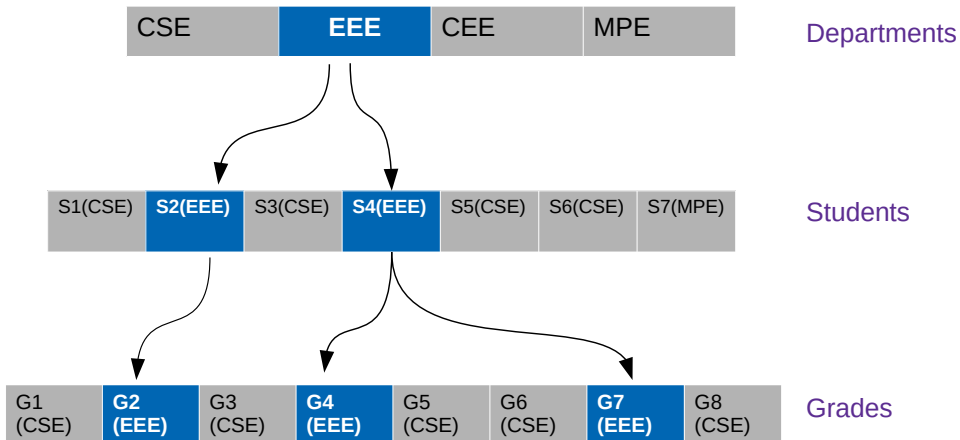 CSE EEE CEE MPE Departments
S1(CSE) S2(EEE) S3(CSE) S4(EEE) S5(CSE) S6(CSE) S7(MPE) Students
G1 G2 G3 G4 G5 G6 G7 G8
(CSE) (EEE) (CSE) (EEE) (CSE) (CSE) (EEE) (CSE) Grades